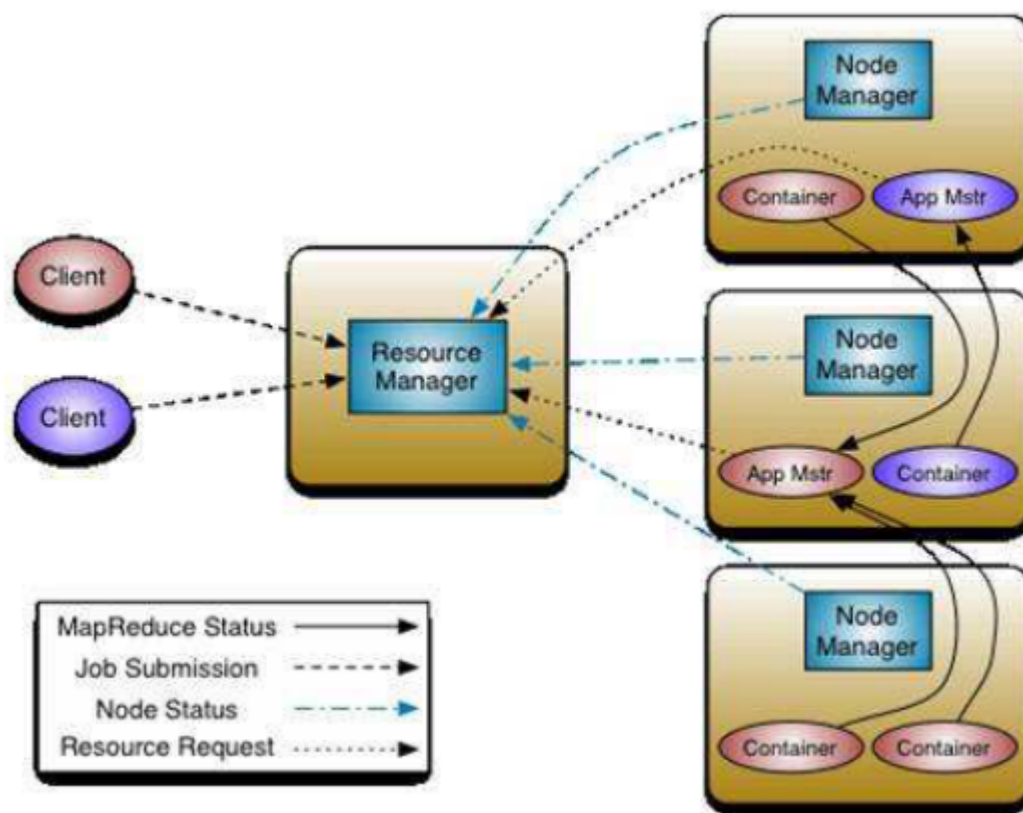 Node
Manager
Container
App Mstr
Client
Client
Resource
Manager
Node
Manager
App Mstr
Container
Node
Manager
Container
Container
MapReduce Status
Job Submission
Node Status
Resource Request